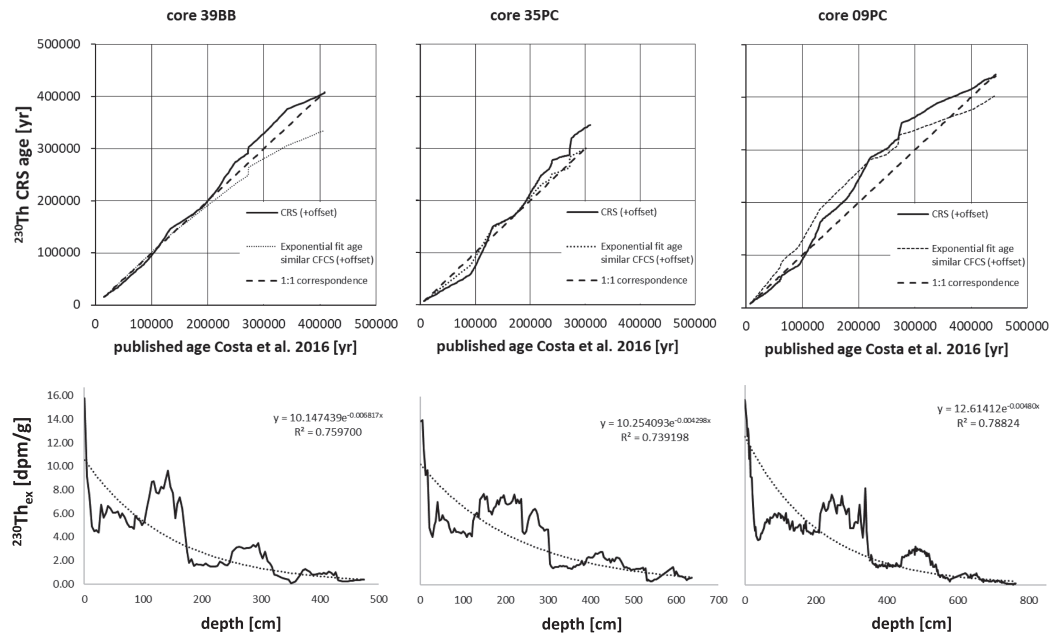 core 39BB
core 35PC
core 09PC
²³⁰Th CRS age [yr]
500000
400000
300000
200000
100000
0
CRS (+offset)
Exponential fit age
similar CFCS (+offset)
1:1 correspondence
0 100000 200000 300000 400000 500000
published age Costa et al. 2016 [yr]
CRS (+offset)
Exponential fit age
similar CFCS (+offset)
1:1 correspondence
0 100000 200000 300000 400000 500000
published age Costa et al. 2016 [yr]
CRS (+offset)
Exponential fit age
similar CFCS (+offset)
1:1 correspondence
0 100000 200000 300000 400000 500000
published age Costa et al. 2016 [yr]
²³⁰Thₑₓ [dpm/g]
16.00
14.00
12.00
10.00
8.00
6.00
4.00
2.00
0.00
y = 10.147439e^-0.006817x
R² = 0.759700
0 100 200 300 400 500
depth [cm]
y = 10.254093e^-0.004298x
R² = 0.739198
0 100 200 300 400 500 600 700
depth [cm]
y = 12.61412e^-0.00480x
R² = 0.78824
0 200 400 600 800
depth [cm]